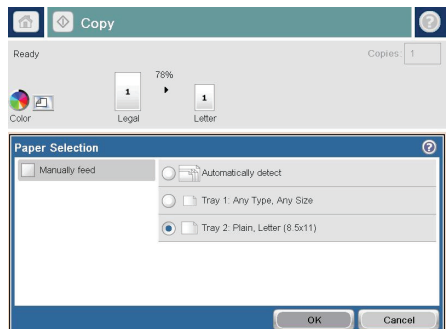 Copy
Ready
Copies: 1
78%
1
1
Color
Legal
Letter
Paper Selection
Manually feed
Automatically detect
Tray 1: Any Type, Any Size
Tray 2: Plain, Letter (8.5x11)
OK
Cancel